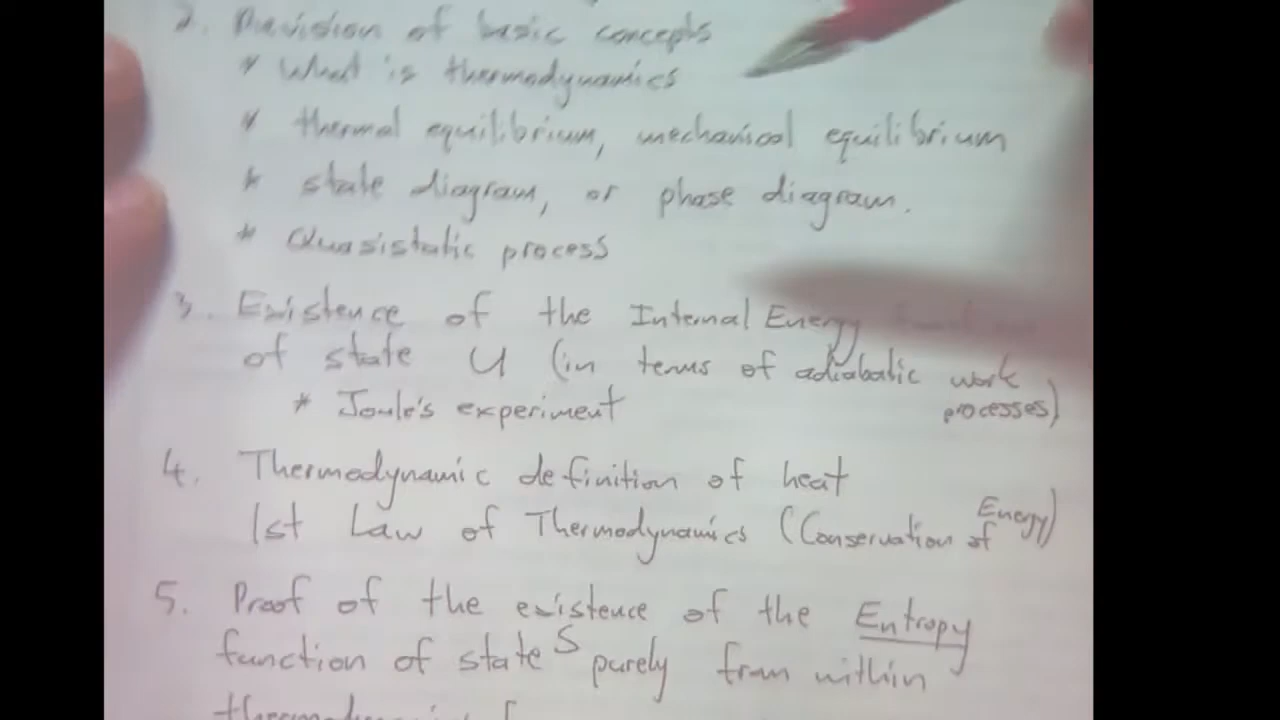 2. Revision of basic concepts
* What is thermodynamics
* thermal equilibrium, mechanical equilibrium
* state diagram, or phase diagram.
* Quasistatic process
3. Existence of the Internal Energy
of state U (in terms of adiabatic work
processes)
* Joule's experiment
4. Thermodynamic definition of heat
1st Law of Thermodynamics (Conservation of
Energy)
5. Proof of the existence of the Entropy
function of state S purely from within